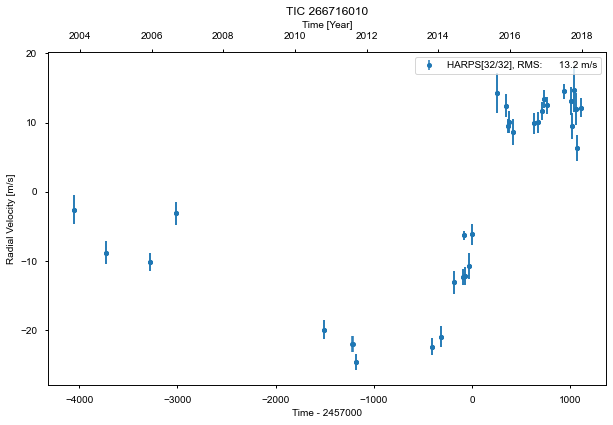 TIC 266716010
Time [Year]
2004 2006 2008 2010 2012 2014 2016 2018
HARPS[32/32], RMS: 13.2 m/s
20
10
0
−10
−20
Radial Velocity [m/s]
−4000 −3000 −2000 −1000 0 1000
Time - 2457000